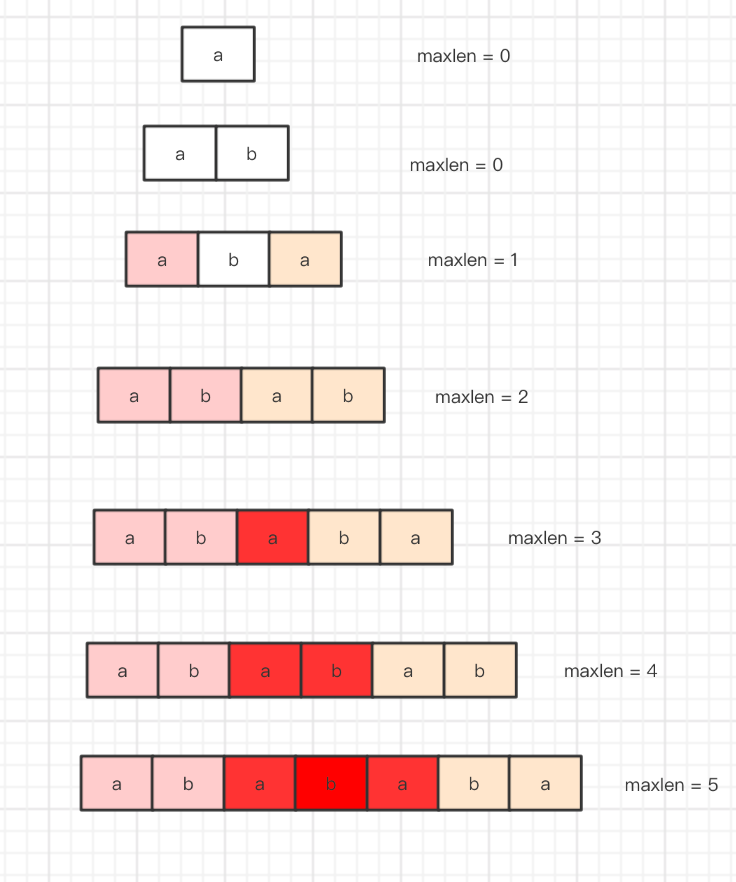 a maxlen = 0
a b maxlen = 0
a b a maxlen = 1
a b a b maxlen = 2
a b a b a maxlen = 3
a b a b a b maxlen = 4
a b a b a b a maxlen = 5